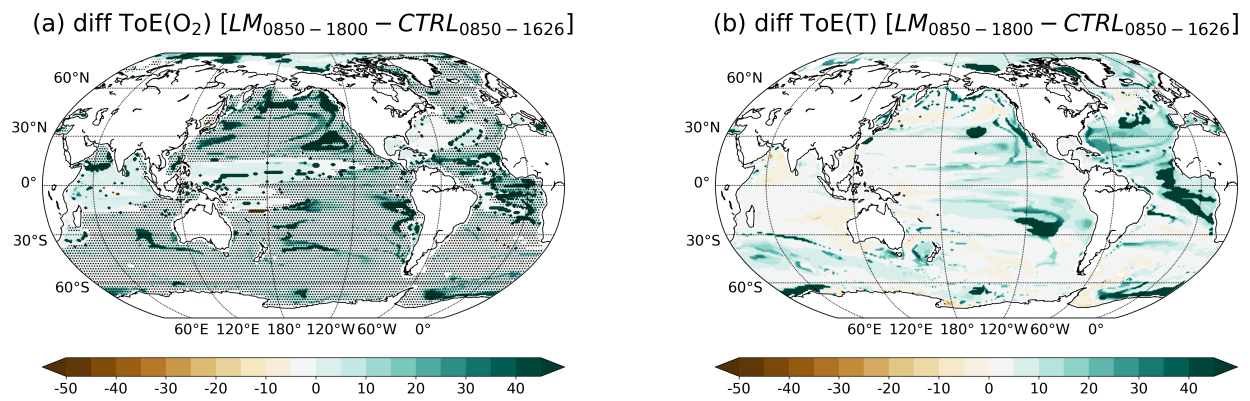 (a) diff ToE(O₂) [LM₀₈₅₀₋₁₈₀₀ − CTRL₀₈₅₀₋₁₆₂₆]
60°N
30°N
0°
30°S
60°S
60°E 120°E 180° 120°W 60°W 0°
-50 -40 -30 -20 -10 0 10 20 30 40
(b) diff ToE(T) [LM₀₈₅₀₋₁₈₀₀ − CTRL₀₈₅₀₋₁₆₂₆]
60°N
30°N
0°
30°S
60°S
60°E 120°E 180° 120°W 60°W 0°
-50 -40 -30 -20 -10 0 10 20 30 40